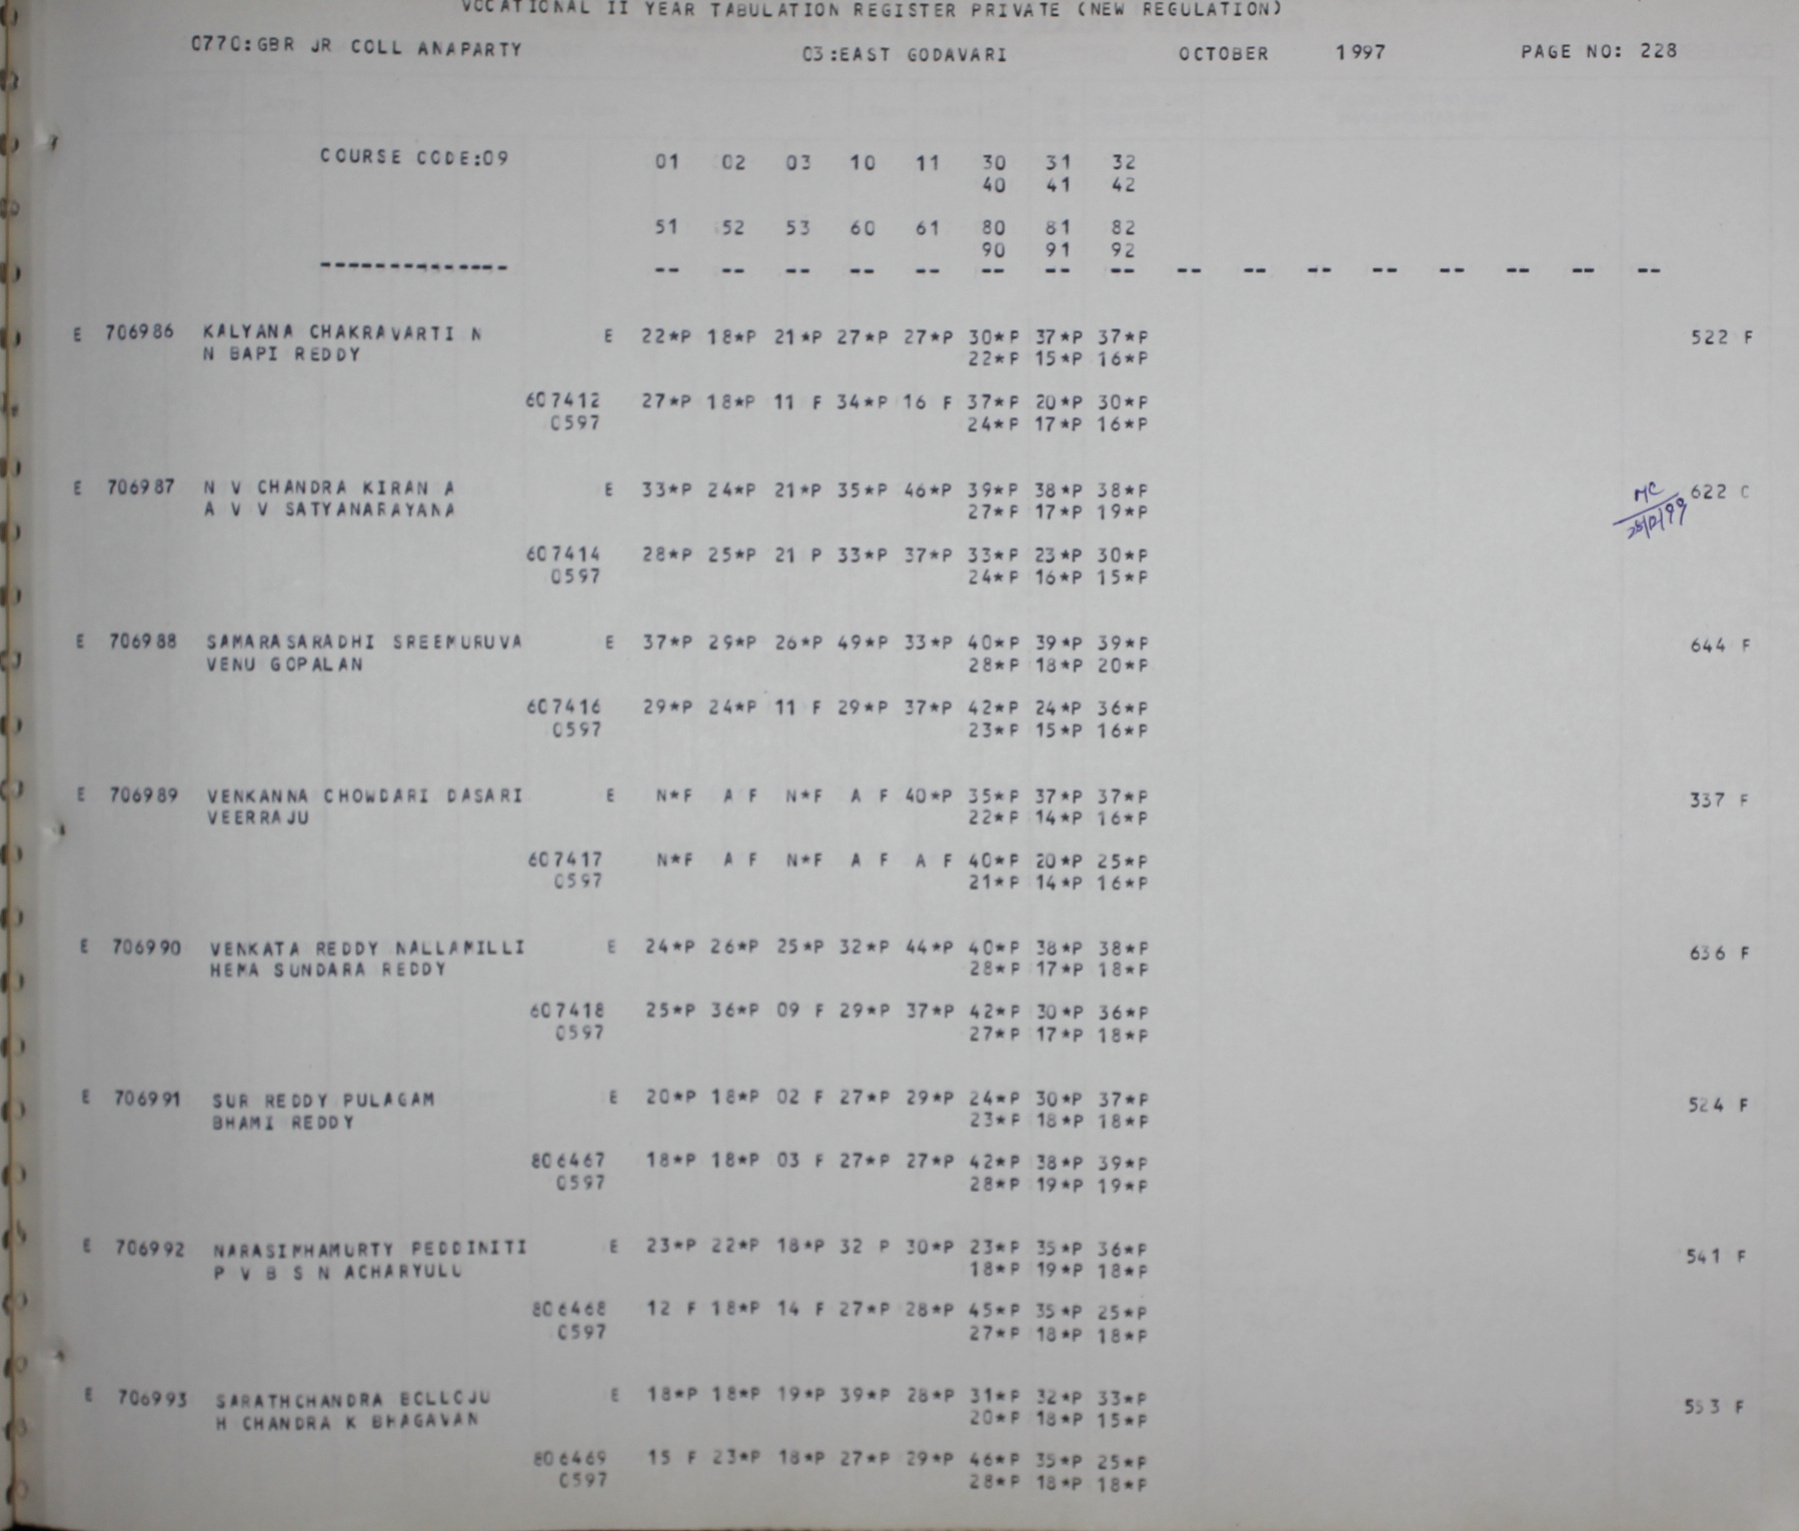 VOCATIONAL II YEAR TABULATION REGISTER PRIVATE (NEW REGULATION)
0770:GBR JR COLL ANAPARTY 03:EAST GODAVARI OCTOBER 1997 PAGE NO: 228
COURSE CODE:09 01 02 03 10 11 30 31 32
40 41 42
51 52 53 60 61 80 81 82
90 91 92
-------------- -- -- -- -- -- -- -- -- -- -- -- -- -- -- -- --
E 706986 KALYANA CHAKRAVARTI N E 22*P 18*P 21*P 27*P 27*P 30*P 37*P 37*P 522 F
N BAPI REDDY 22*P 15*P 16*P
607412 27*P 18*P 11 F 34*P 16 F 37*P 20*P 30*P
0597 24*P 17*P 16*P
E 706987 N V CHANDRA KIRAN A E 33*P 24*P 21*P 35*P 46*P 39*P 38*P 38*P MC 622 C
A V V SATYANARAYANA 27*P 17*P 19*P
607414 28*P 25*P 21 P 33*P 37*P 33*P 23*P 30*P
0597 24*P 16*P 15*P
E 706988 SAMARASARADHI SREEMURUVA E 37*P 29*P 26*P 49*P 33*P 40*P 39*P 39*P 644 F
VENU GOPALAN 28*P 18*P 20*P
607416 29*P 24*P 11 F 29*P 37*P 42*P 24*P 36*P
0597 23*P 15*P 16*P
E 706989 VENKANNA CHOWDARI DASARI E N*F A F N*F A F 40*P 35*P 37*P 37*P 337 F
VEERRAJU 22*P 14*P 16*P
607417 N*F A F N*F A F A F 40*P 20*P 25*P
0597 21*P 14*P 16*P
E 706990 VENKATA REDDY NALLAMILLI E 24*P 26*P 25*P 32*P 44*P 40*P 38*P 38*P 636 F
HEMA SUNDARA REDDY 28*P 17*P 18*P
607418 25*P 36*P 09 F 29*P 37*P 42*P 30*P 36*P
0597 27*P 17*P 18*P
E 706991 SUR REDDY PULAGAM E 20*P 18*P 02 F 27*P 29*P 24*P 30*P 37*P 524 F
BHAMI REDDY 23*P 18*P 18*P
806467 18*P 18*P 03 F 27*P 27*P 42*P 38*P 39*P
0597 28*P 19*P 19*P
E 706992 NARASIMHAMURTY PEDDINITI E 23*P 22*P 18*P 32 P 30*P 23*P 35*P 36*P 541 F
P V B S N ACHARYULU 18*P 19*P 18*P
806468 12 F 18*P 14 F 27*P 28*P 45*P 35*P 25*P
0597 27*P 18*P 18*P
E 706993 SARATHCHANDRA BOLLOJU E 18*P 18*P 19*P 39*P 28*P 31*P 32*P 33*P 553 F
H CHANDRA K BHAGAVAN 20*P 18*P 15*P
806469 15 F 23*P 18*P 27*P 29*P 46*P 35*P 25*P
0597 28*P 18*P 18*P